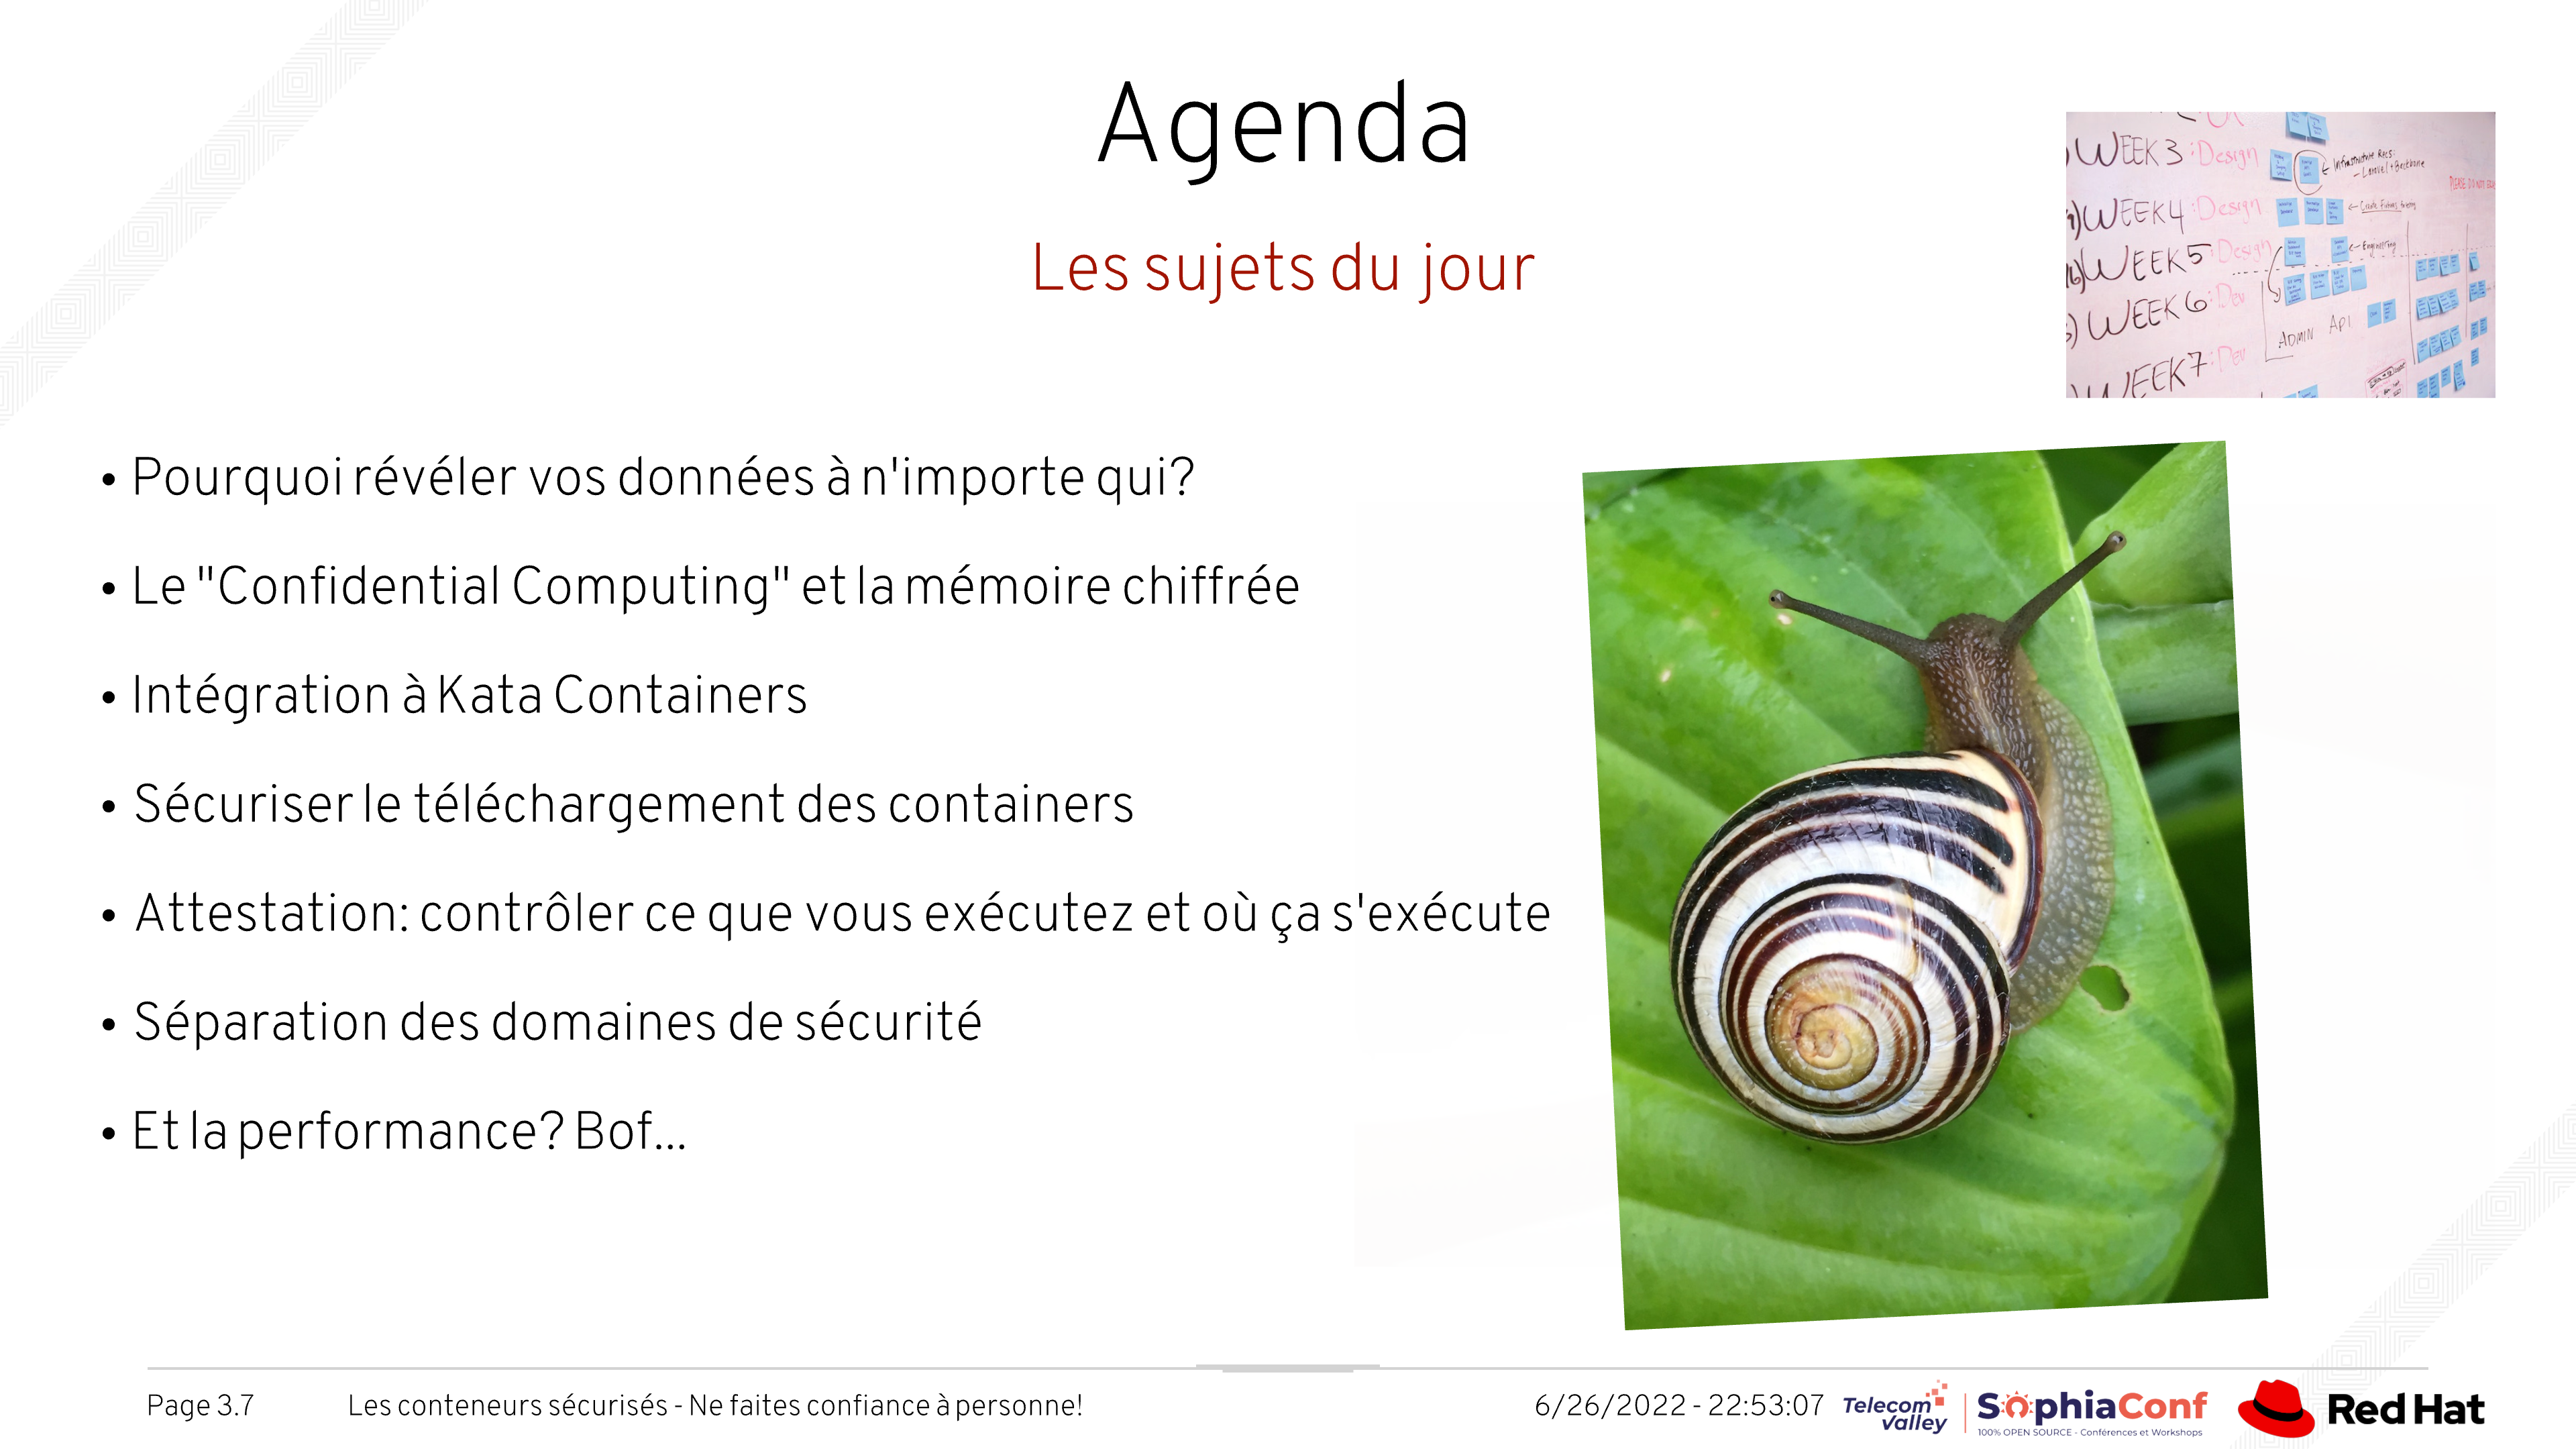 Agenda
Les sujets du jour
WEEK 3 : Design
WEEK 4 : Design
WEEK 5 : Design
WEEK 6 : Dev
WEEK 7 : Dev
Infrastructure Recs:
Engineering
ADMIN API
• Pourquoi révéler vos données à n'importe qui?
• Le "Confidential Computing" et la mémoire chiffrée
• Intégration à Kata Containers
• Sécuriser le téléchargement des containers
• Attestation: contrôler ce que vous exécutez et où ça s'exécute
• Séparation des domaines de sécurité
• Et la performance? Bof...
Page 3.7
Les conteneurs sécurisés - Ne faites confiance à personne!
6/26/2022 - 22:53:07
Telecom Valley
SophiaConf
100% OPEN SOURCE - Conférences et Workshops
Red Hat